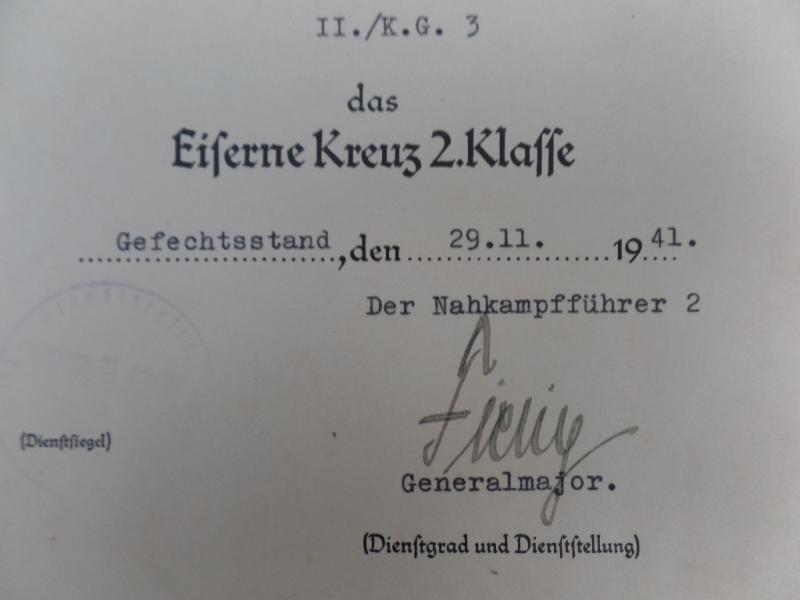 II./K.G. 3
das
Eiſerne Kreuz 2.Klaſſe
Gefechtsstand, den 29.11. 1941.
Der Nahkampfführer 2
Fiebig
(Dienſtſiegel)
Generalmajor.
(Dienſtgrad und Dienſtſtellung)